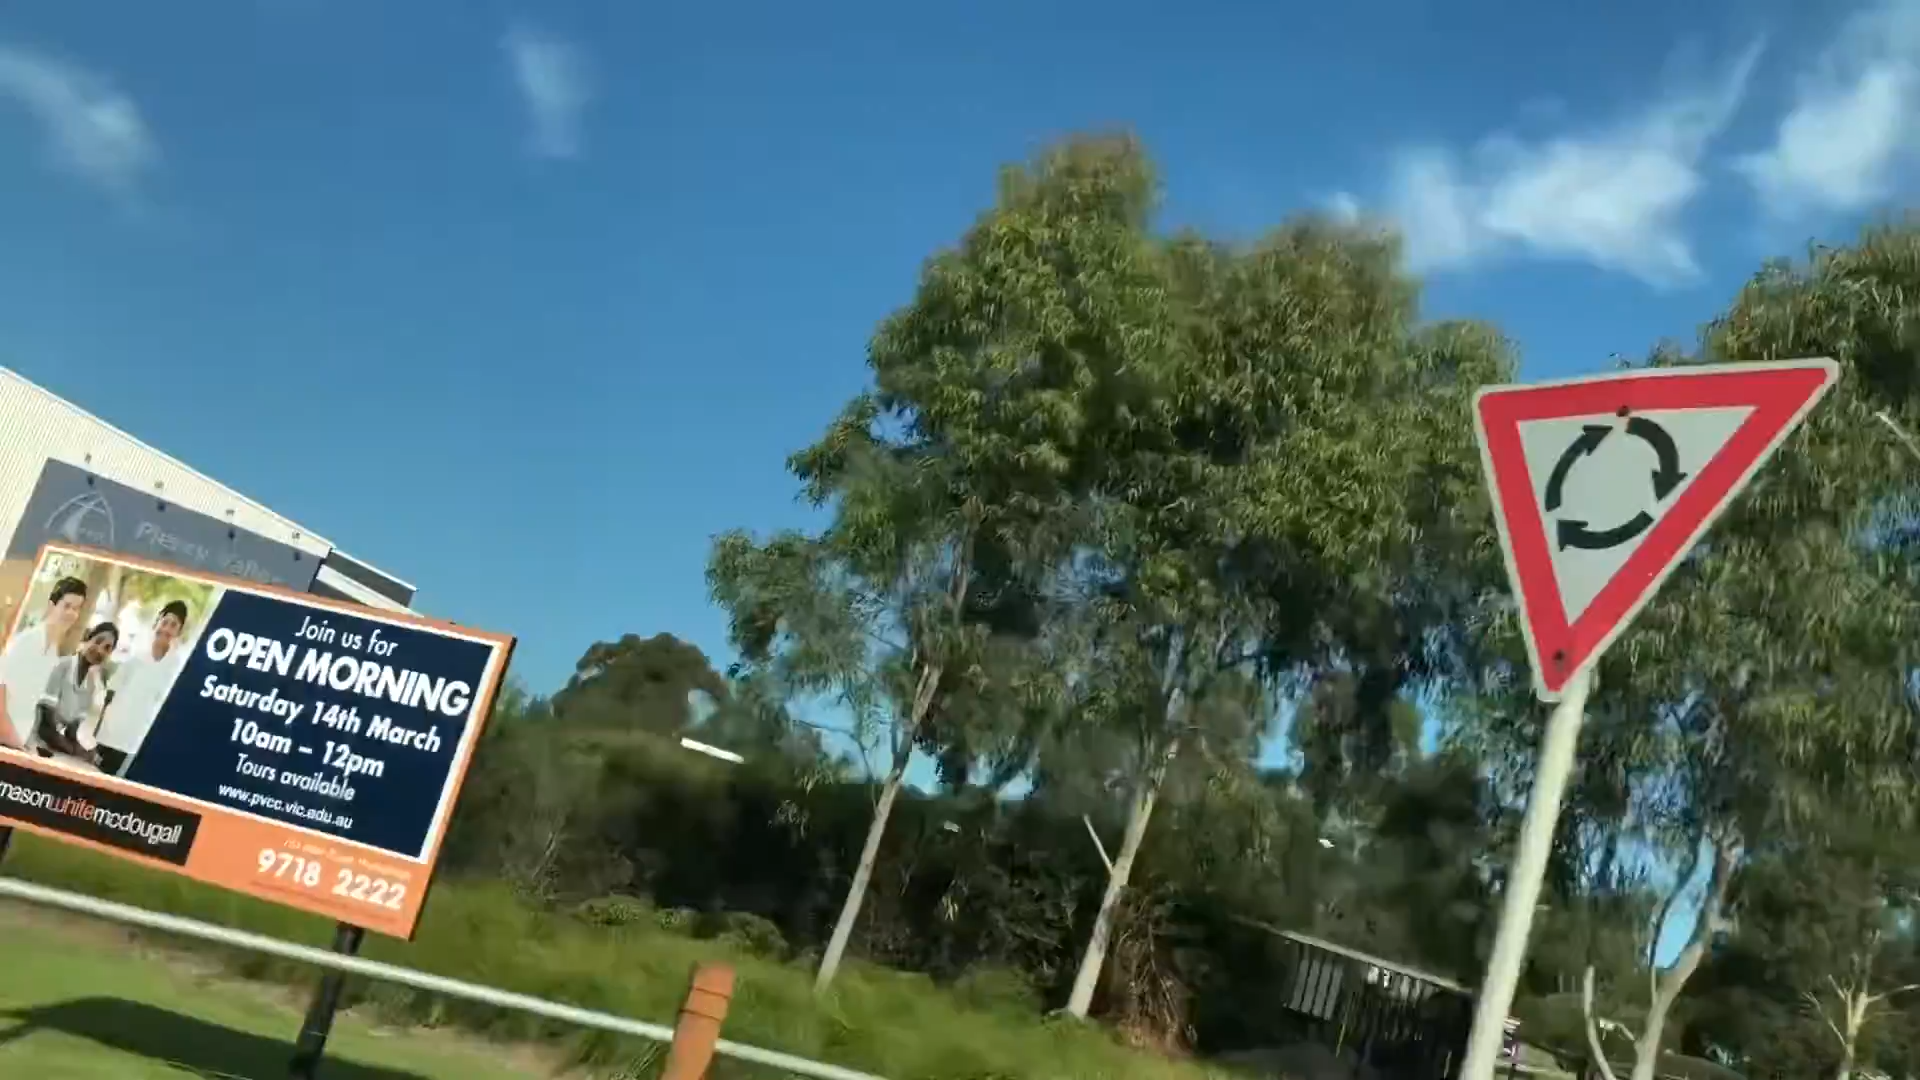 Join us for
OPEN MORNING
Saturday 14th March
10am – 12pm
Tours available
www.pvcc.vic.edu.au
masonwhitemcdougall
9718 2222